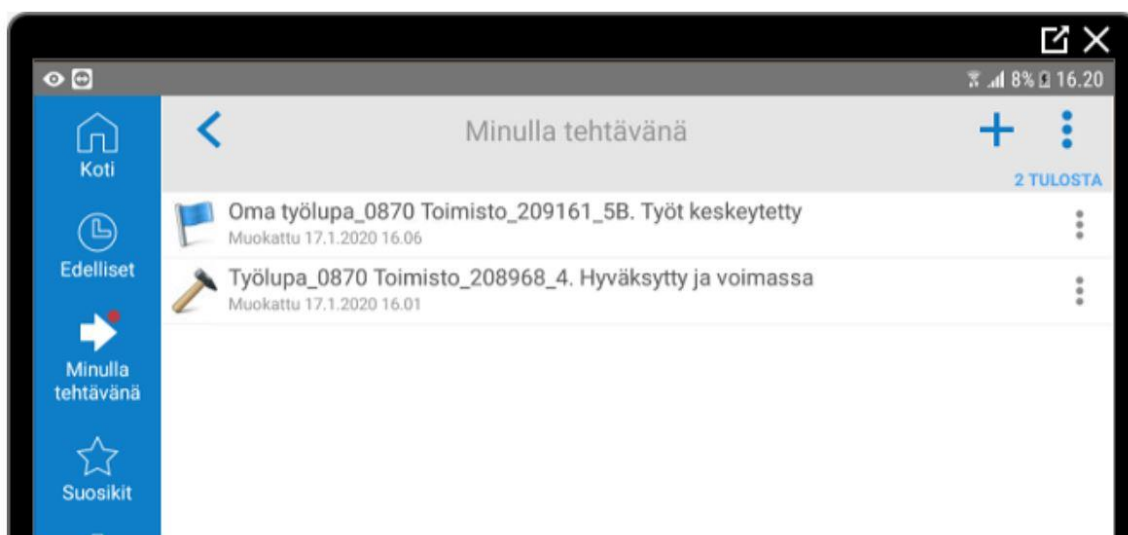 8% 16.20
Koti
Minulla tehtävänä
2 TULOSTA
Oma työlupa_0870 Toimisto_209161_5B. Työt keskeytetty
Muokattu 17.1.2020 16.06
Edelliset
Työlupa_0870 Toimisto_208968_4. Hyväksytty ja voimassa
Muokattu 17.1.2020 16.01
Minulla
tehtävänä
Suosikit